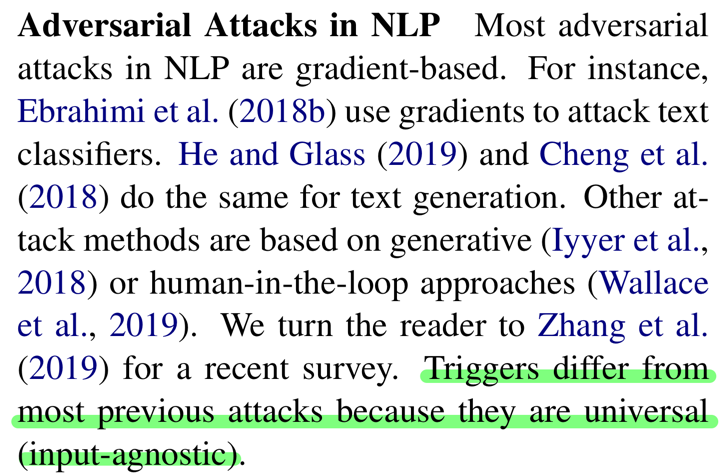 Adversarial Attacks in NLP Most adversarial
attacks in NLP are gradient-based. For instance,
Ebrahimi et al. (2018b) use gradients to attack text
classifiers. He and Glass (2019) and Cheng et al.
(2018) do the same for text generation. Other at-
tack methods are based on generative (Iyyer et al.,
2018) or human-in-the-loop approaches (Wallace
et al., 2019). We turn the reader to Zhang et al.
(2019) for a recent survey. Triggers differ from
most previous attacks because they are universal
(input-agnostic).